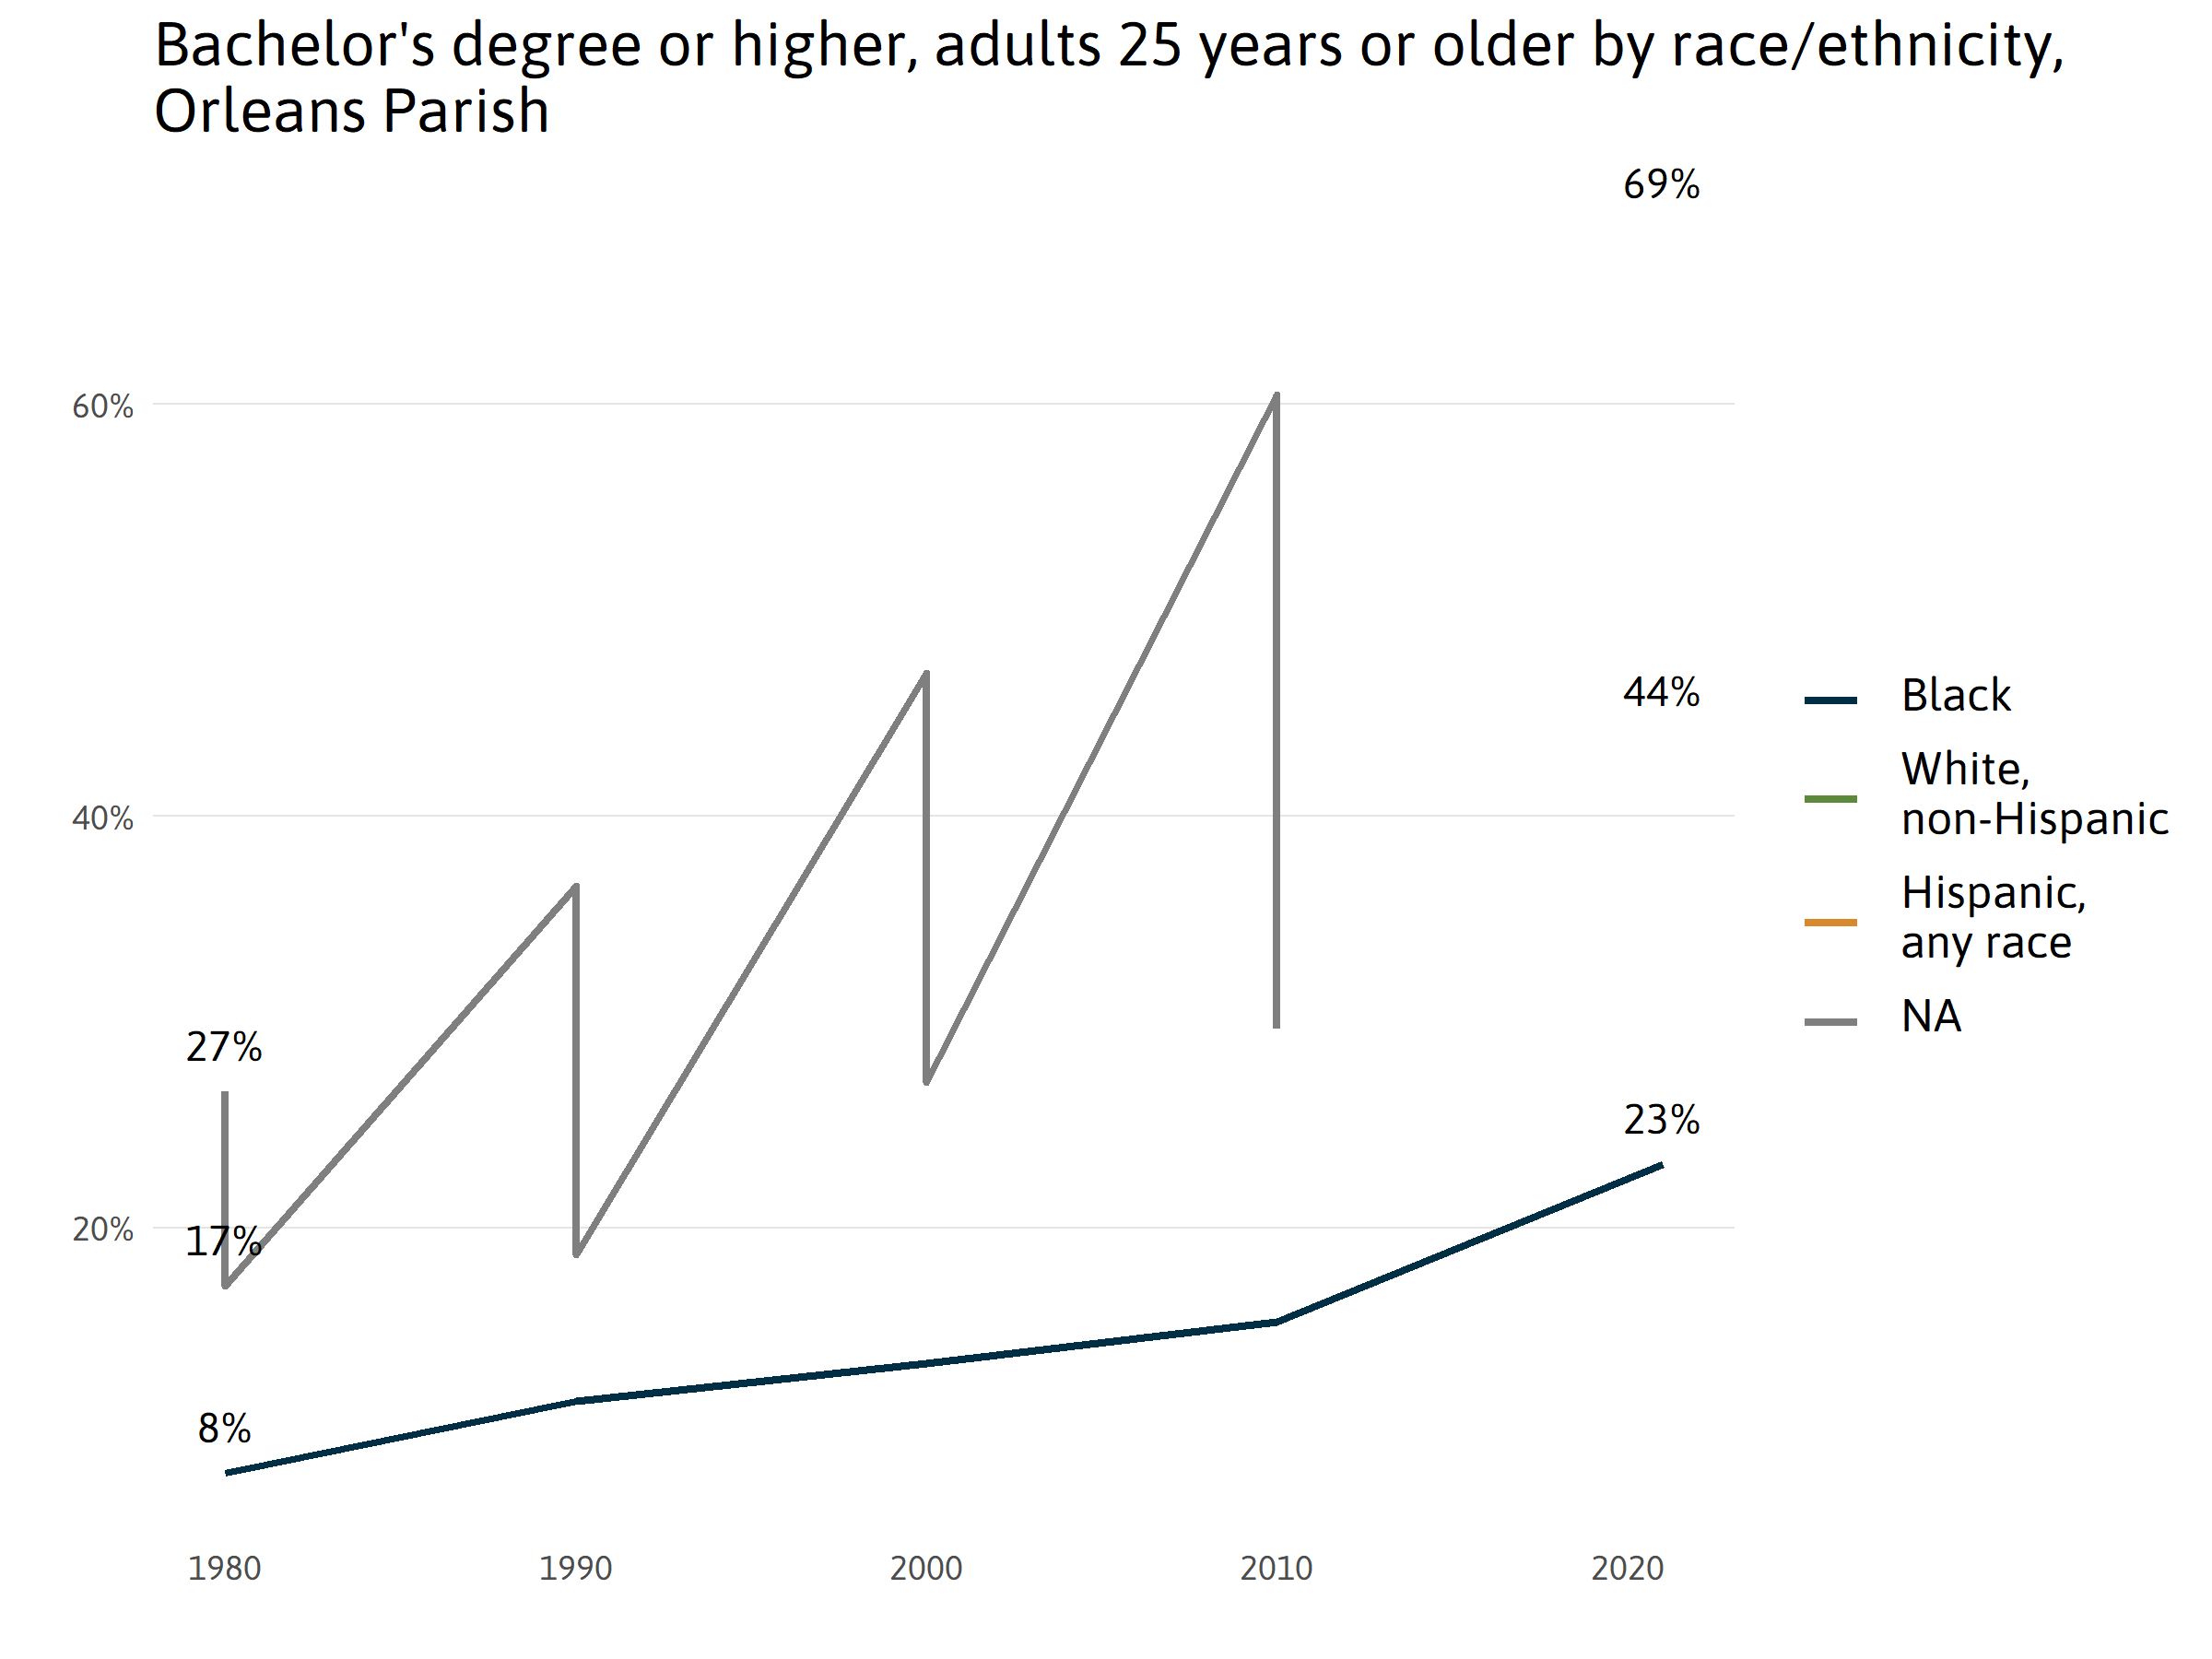 Bachelor's degree or higher, adults 25 years or older by race/ethnicity,
Orleans Parish
69%
60%
44%
40%
27%
23%
20%
17%
8%
1980
1990
2000
2010
2020
Black
White,
non-Hispanic
Hispanic,
any race
NA